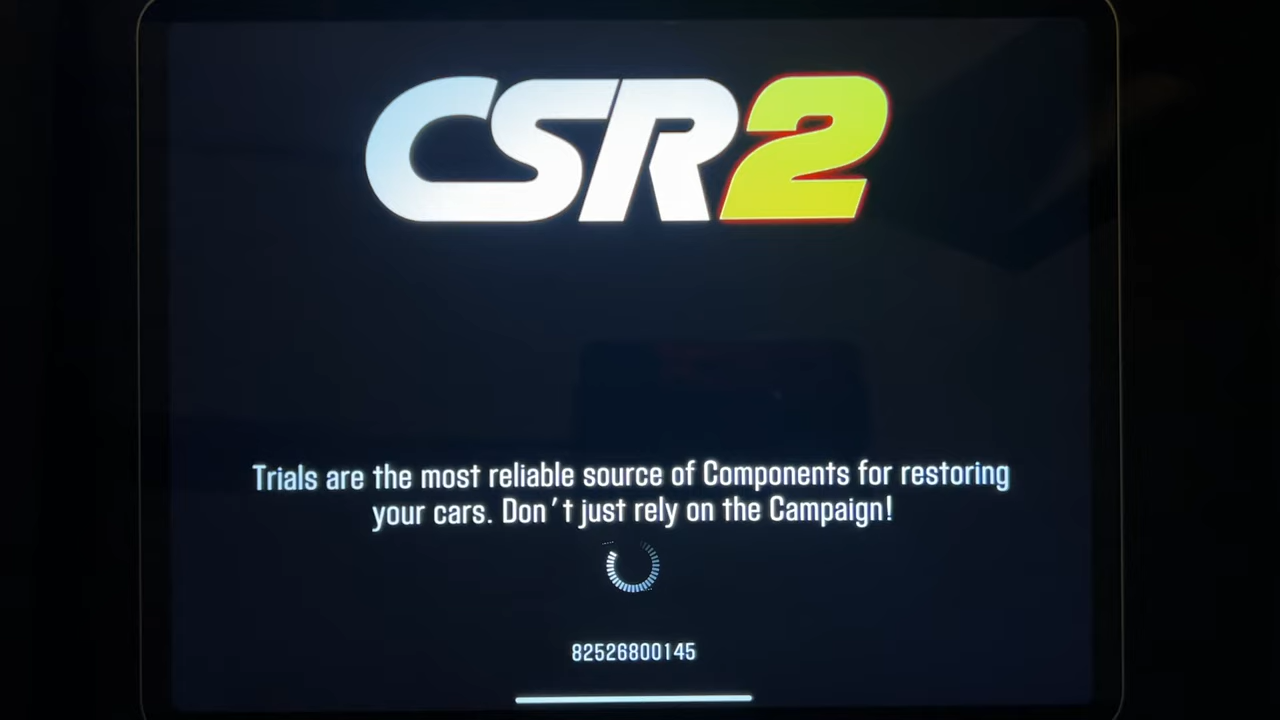 CSR2
Trials are the most reliable source of Components for restoring
your cars. Don't just rely on the Campaign!
82526800145